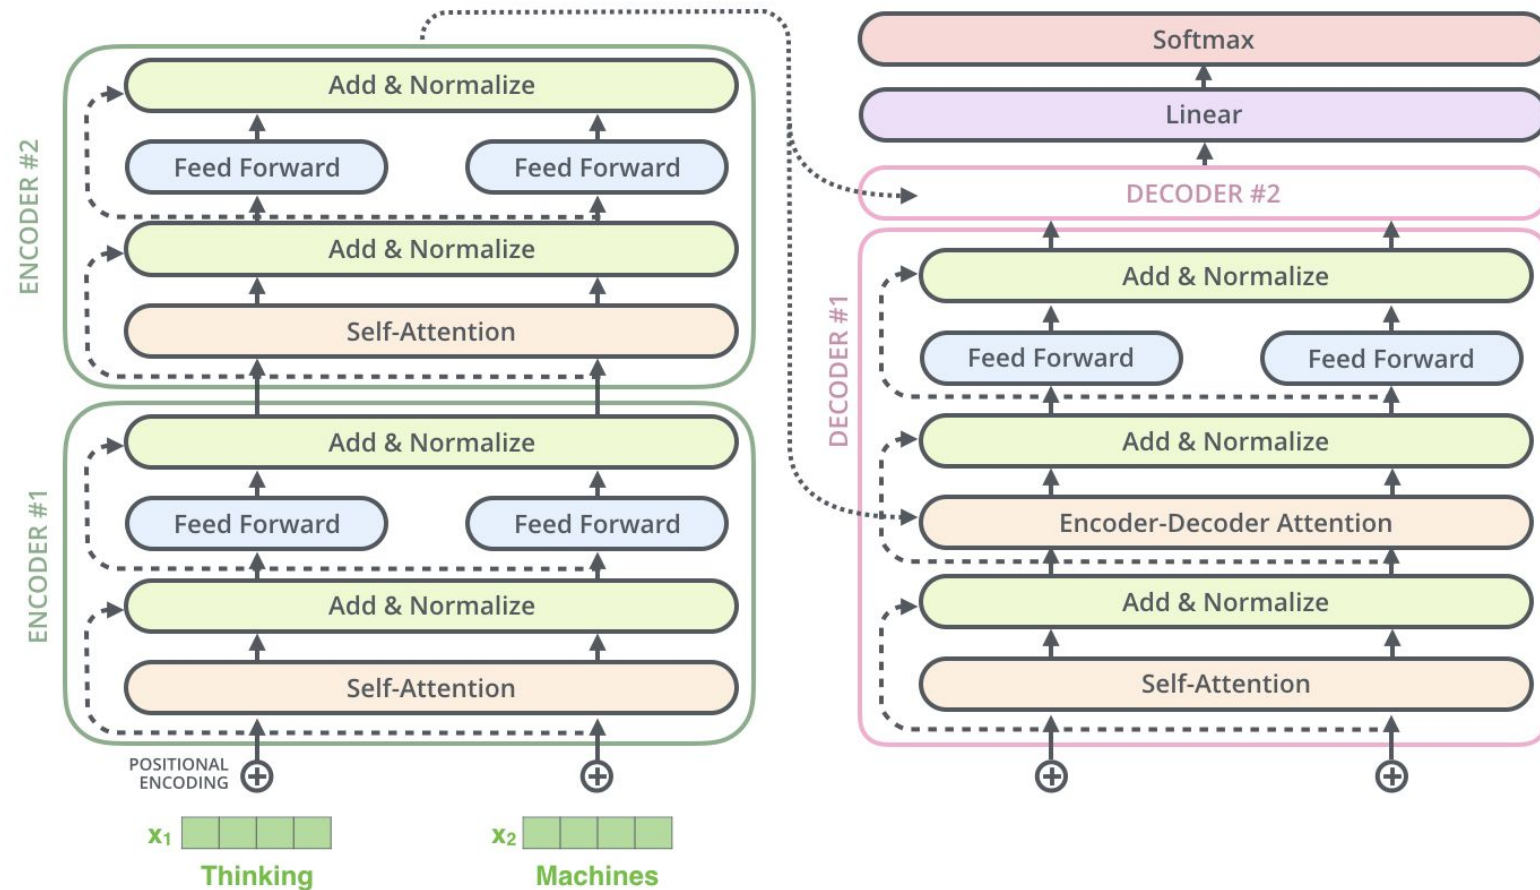 ENCODER #2
Add & Normalize
Feed Forward
Feed Forward
Add & Normalize
Self-Attention
ENCODER #1
Add & Normalize
Feed Forward
Feed Forward
Add & Normalize
Self-Attention
POSITIONAL
ENCODING
x₁
x₂
Thinking
Machines
Softmax
Linear
DECODER #2
DECODER #1
Add & Normalize
Feed Forward
Feed Forward
Add & Normalize
Encoder-Decoder Attention
Add & Normalize
Self-Attention